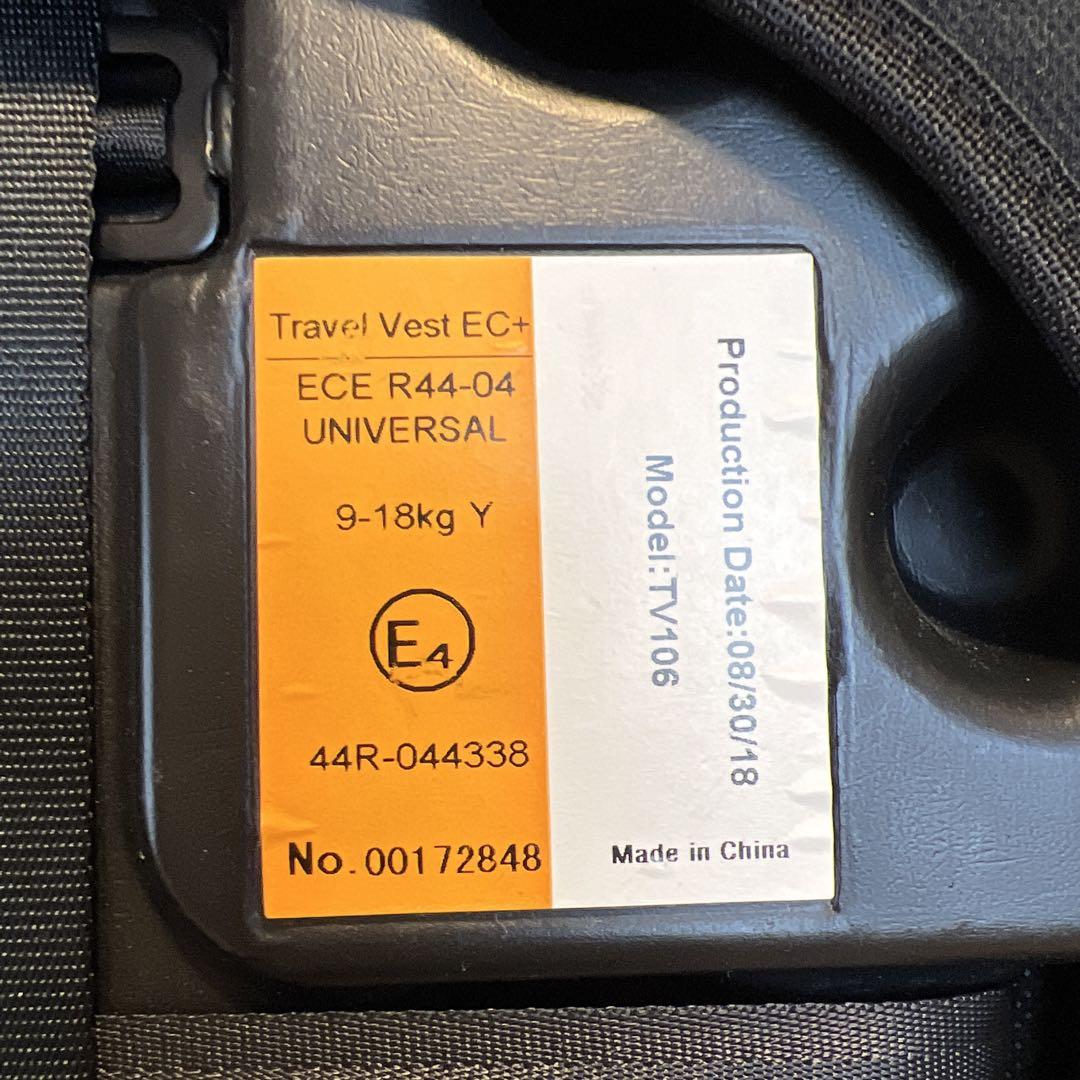 Travel Vest EC+
ECE R44-04
UNIVERSAL
9-18kg Y
E4
44R-044338
No.00172848
Production Date:08/30/18
Model:TV106
Made in China